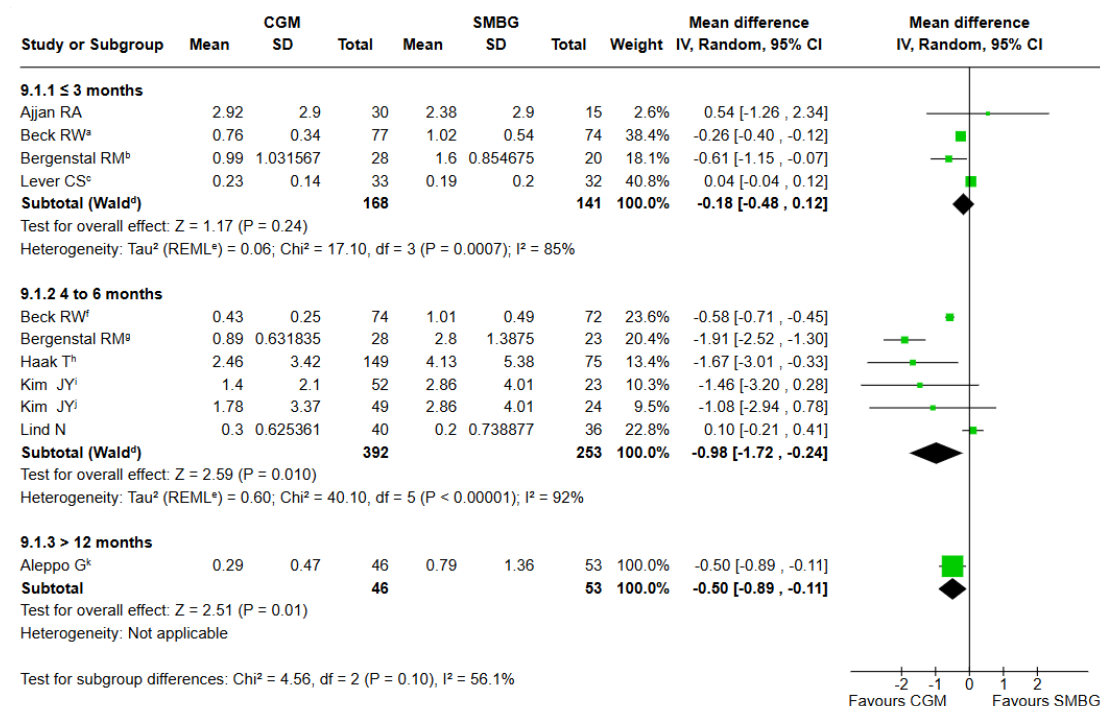 CGM SMBG Mean difference Mean difference
Study or Subgroup Mean SD Total Mean SD Total Weight IV, Random, 95% CI IV, Random, 95% CI
9.1.1 ≤ 3 months
Ajjan RA 2.92 2.9 30 2.38 2.9 15 2.6% 0.54 [-1.26 , 2.34]
Beck RWᵃ 0.76 0.34 77 1.02 0.54 74 38.4% -0.26 [-0.40 , -0.12]
Bergenstal RMᵇ 0.99 1.031567 28 1.6 0.854675 20 18.1% -0.61 [-1.15 , -0.07]
Lever CSᶜ 0.23 0.14 33 0.19 0.2 32 40.8% 0.04 [-0.04 , 0.12]
Subtotal (Waldᵈ) 168 141 100.0% -0.18 [-0.48 , 0.12]
Test for overall effect: Z = 1.17 (P = 0.24)
Heterogeneity: Tau² (REMLᵉ) = 0.06; Chi² = 17.10, df = 3 (P = 0.0007); I² = 85%
9.1.2 4 to 6 months
Beck RWᶠ 0.43 0.25 74 1.01 0.49 72 23.6% -0.58 [-0.71 , -0.45]
Bergenstal RMᵍ 0.89 0.631835 28 2.8 1.3875 23 20.4% -1.91 [-2.52 , -1.30]
Haak Tʰ 2.46 3.42 149 4.13 5.38 75 13.4% -1.67 [-3.01 , -0.33]
Kim JYⁱ 1.4 2.1 52 2.86 4.01 23 10.3% -1.46 [-3.20 , 0.28]
Kim JYʲ 1.78 3.37 49 2.86 4.01 24 9.5% -1.08 [-2.94 , 0.78]
Lind N 0.3 0.625361 40 0.2 0.738877 36 22.8% 0.10 [-0.21 , 0.41]
Subtotal (Waldᵈ) 392 253 100.0% -0.98 [-1.72 , -0.24]
Test for overall effect: Z = 2.59 (P = 0.010)
Heterogeneity: Tau² (REMLᵉ) = 0.60; Chi² = 40.10, df = 5 (P < 0.00001); I² = 92%
9.1.3 > 12 months
Aleppo Gᵏ 0.29 0.47 46 0.79 1.36 53 100.0% -0.50 [-0.89 , -0.11]
Subtotal 46 53 100.0% -0.50 [-0.89 , -0.11]
Test for overall effect: Z = 2.51 (P = 0.01)
Heterogeneity: Not applicable
Test for subgroup differences: Chi² = 4.56, df = 2 (P = 0.10), I² = 56.1%
-2 -1 0 1 2
Favours CGM Favours SMBG